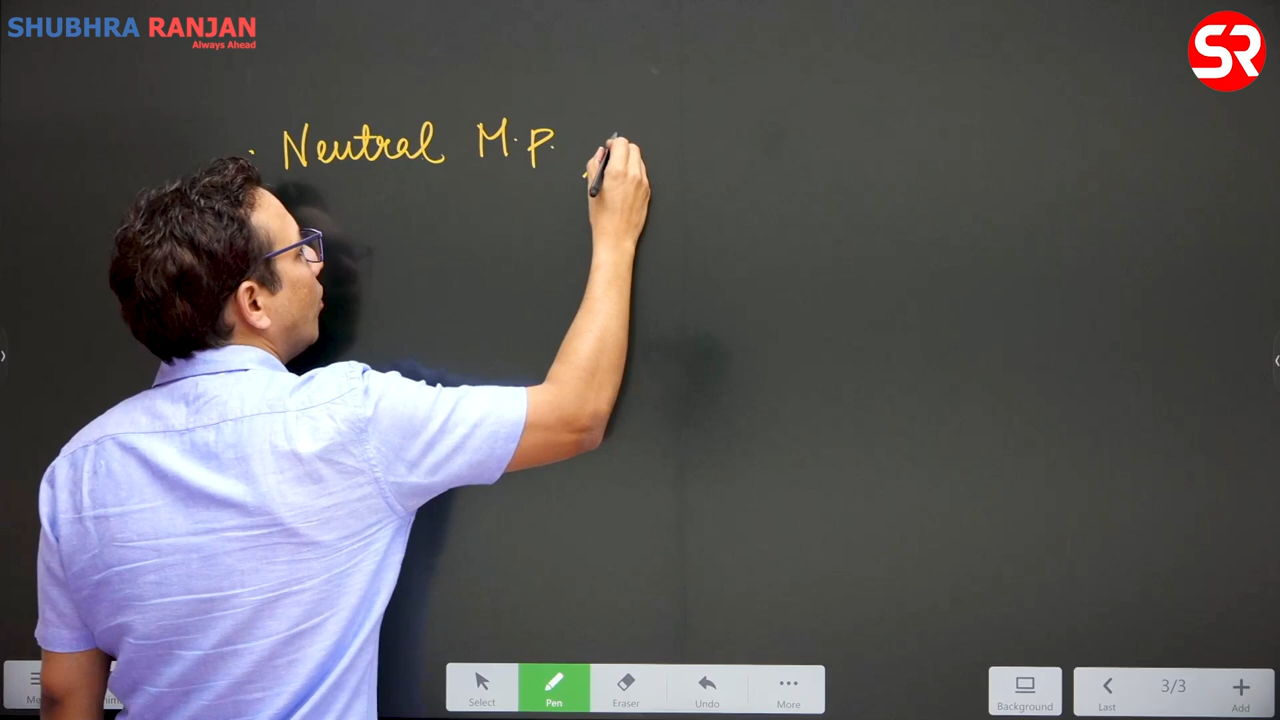 SHUBHRA RANJAN
Always Ahead
SR
. Neutral M.P.
Select
Pen
Eraser
Undo
More
Background
Last
3/3
Add